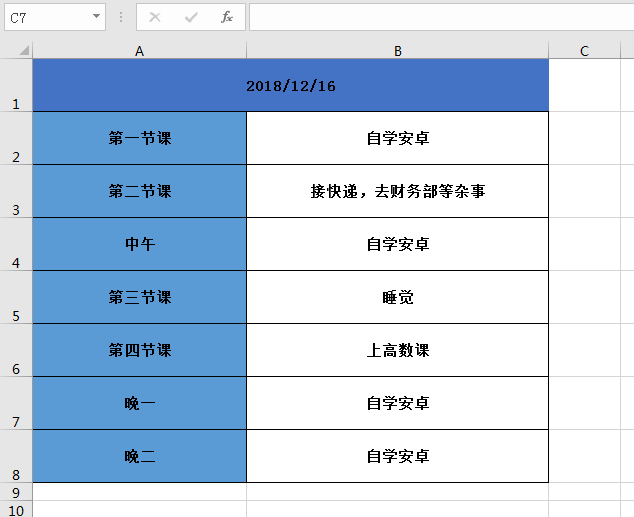 C7
fx
A B C
1 2018/12/16
2 第一节课 自学安卓
3 第二节课 接快递，去财务部等杂事
4 中午 自学安卓
5 第三节课 睡觉
6 第四节课 上高数课
7 晚一 自学安卓
8 晚二 自学安卓
9
10